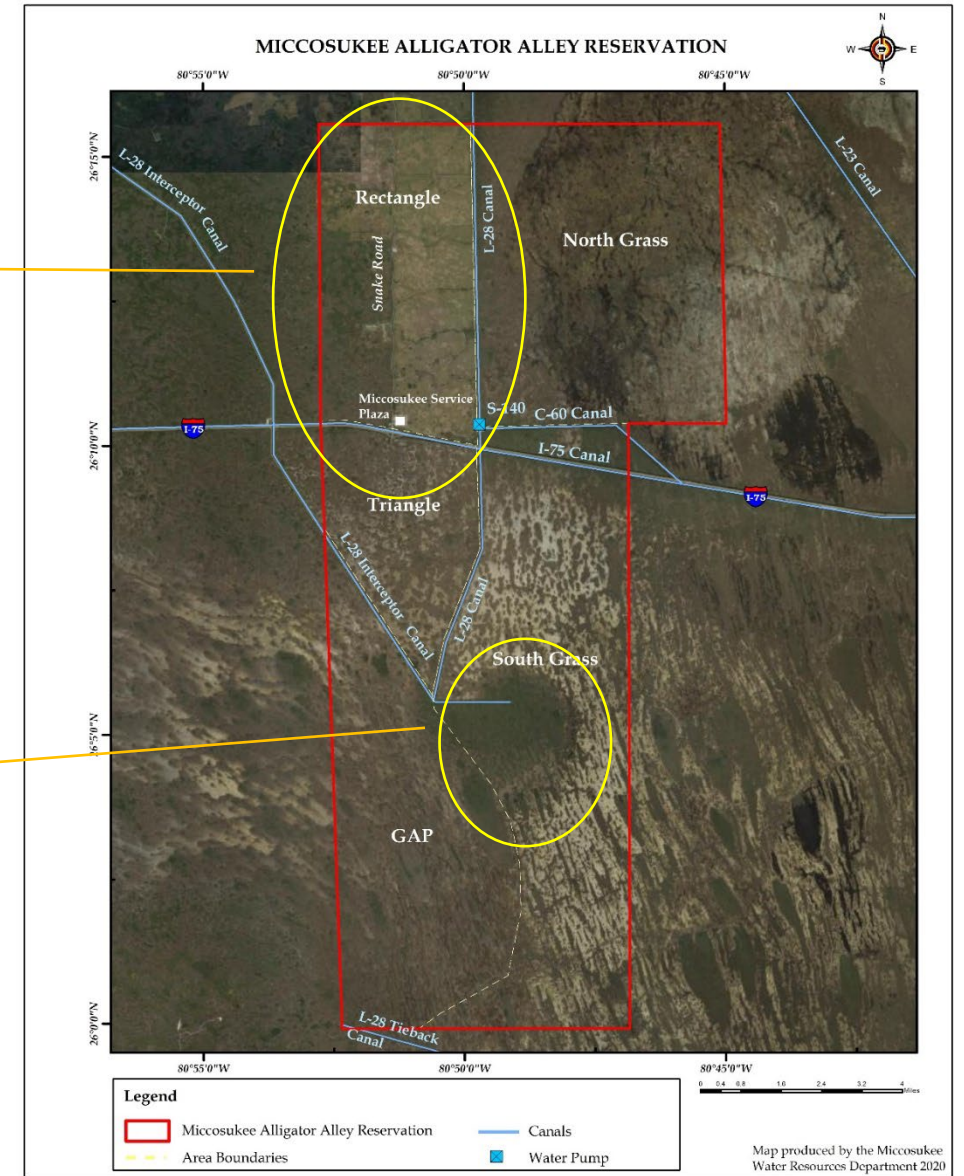 MICCOSUKEE ALLIGATOR ALLEY RESERVATION
N
W
E
S
80°55'0"W
80°50'0"W
80°45'0"W
26°15'0"N
26°10'0"N
26°5'0"N
26°0'0"N
L-28 Interceptor Canal
Rectangle
Snake Road
L-28 Canal
North Grass
L-23 Canal
Miccosukee Service
Plaza
S-140
C-60 Canal
I-75
I-75 Canal
I-75
Triangle
L-28 Interceptor Canal
L-28 Canal
South Grass
GAP
L-28 Tieback
Canal
80°55'0"W
80°50'0"W
80°45'0"W
Legend
Miccosukee Alligator Alley Reservation
Canals
Area Boundaries
Water Pump
0 0.4 0.8 1.6 2.4 3.2 4
Miles
Map produced by the Miccosukee
Water Resources Department 2020